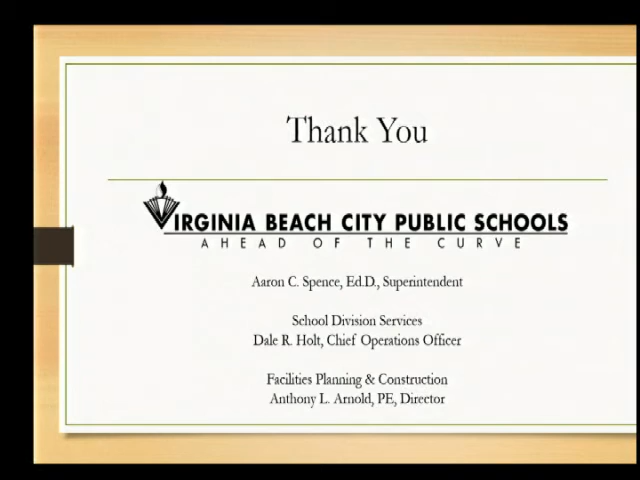 Thank You
VIRGINIA BEACH CITY PUBLIC SCHOOLS
AHEAD OF THE CURVE
Aaron C. Spence, Ed.D., Superintendent
School Division Services
Dale R. Holt, Chief Operations Officer
Facilities Planning & Construction
Anthony L. Arnold, PE, Director